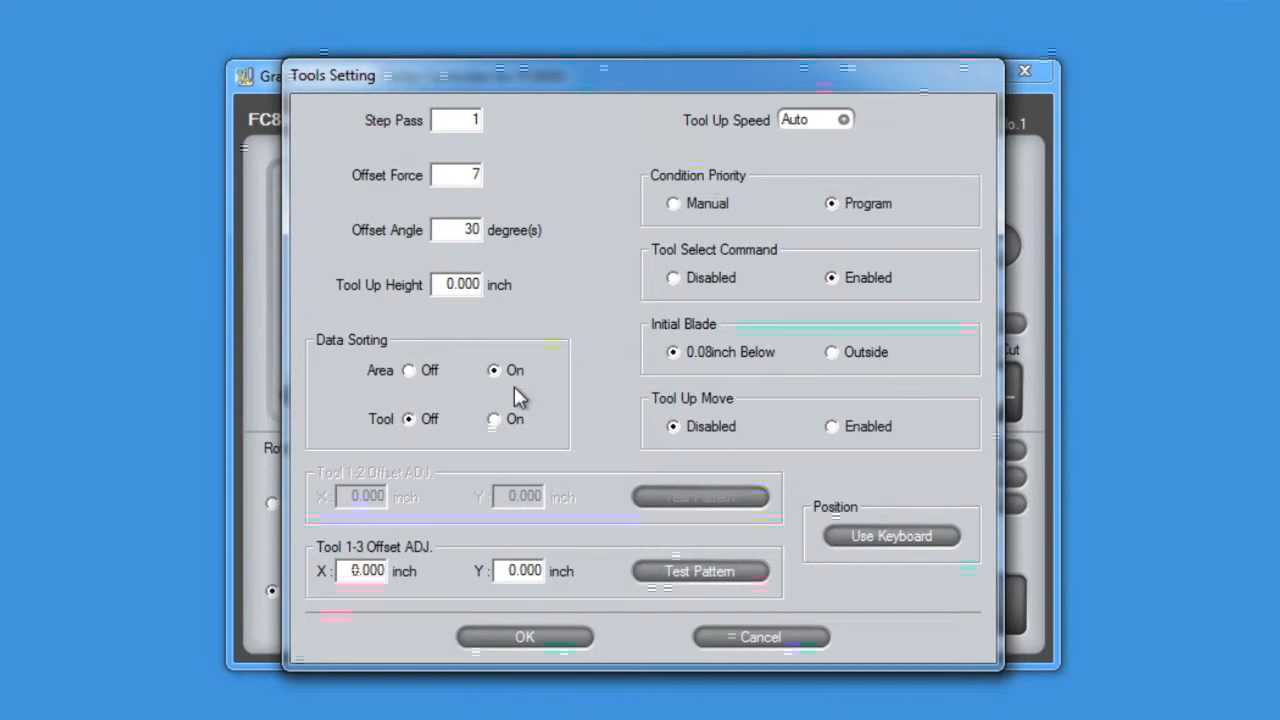 Gra
Tools Setting
FC8
o.1
Step Pass 1
Tool Up Speed Auto
Offset Force 7
Condition Priority
Manual Program
Offset Angle 30 degree(s)
Tool Select Command
Disabled Enabled
Tool Up Height 0.000 inch
Initial Blade
0.08inch Below Outside
Data Sorting
Area Off On
Cut
Tool Up Move
Tool Off On
Disabled Enabled
Ro
Tool 1-2 Offset ADJ.
X : 0.000 inch Y : 0.000 inch Test Pattern
Position
Use Keyboard
Tool 1-3 Offset ADJ.
X : 0.000 inch Y : 0.000 inch Test Pattern
OK Cancel